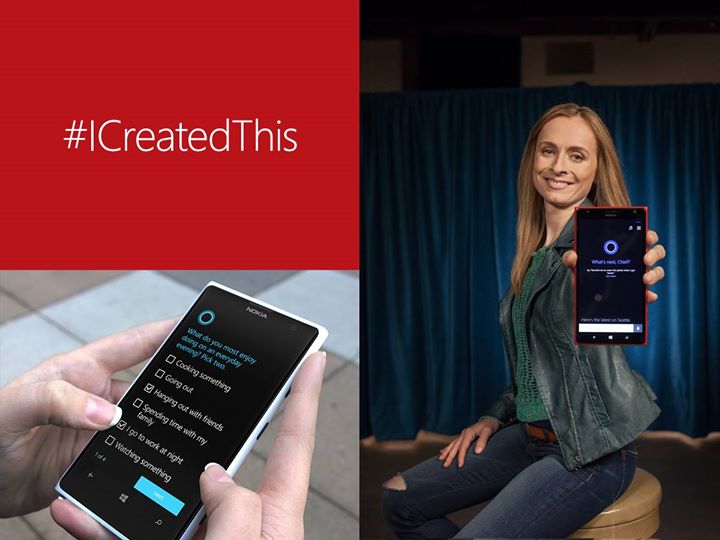 #ICreatedThis
NOKIA
What do you most enjoy
doing on an everyday
evening? Pick two.
Cooking something
Going out
Hanging out with friends
Spending time with my
family
I go to work at night
Watching something
1 of 4
next
What's next, Chief?
Here's the latest on Seattle.